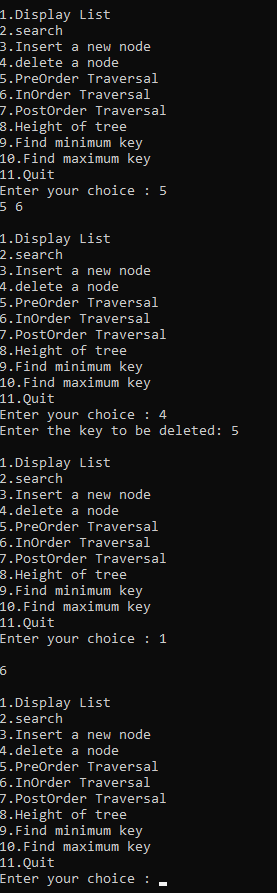 1.Display List
2.search
3.Insert a new node
4.delete a node
5.PreOrder Traversal
6.InOrder Traversal
7.PostOrder Traversal
8.Height of tree
9.Find minimum key
10.Find maximum key
11.Quit
Enter your choice : 5
5 6
1.Display List
2.search
3.Insert a new node
4.delete a node
5.PreOrder Traversal
6.InOrder Traversal
7.PostOrder Traversal
8.Height of tree
9.Find minimum key
10.Find maximum key
11.Quit
Enter your choice : 4
Enter the key to be deleted: 5
1.Display List
2.search
3.Insert a new node
4.delete a node
5.PreOrder Traversal
6.InOrder Traversal
7.PostOrder Traversal
8.Height of tree
9.Find minimum key
10.Find maximum key
11.Quit
Enter your choice : 1
6
1.Display List
2.search
3.Insert a new node
4.delete a node
5.PreOrder Traversal
6.InOrder Traversal
7.PostOrder Traversal
8.Height of tree
9.Find minimum key
10.Find maximum key
11.Quit
Enter your choice :